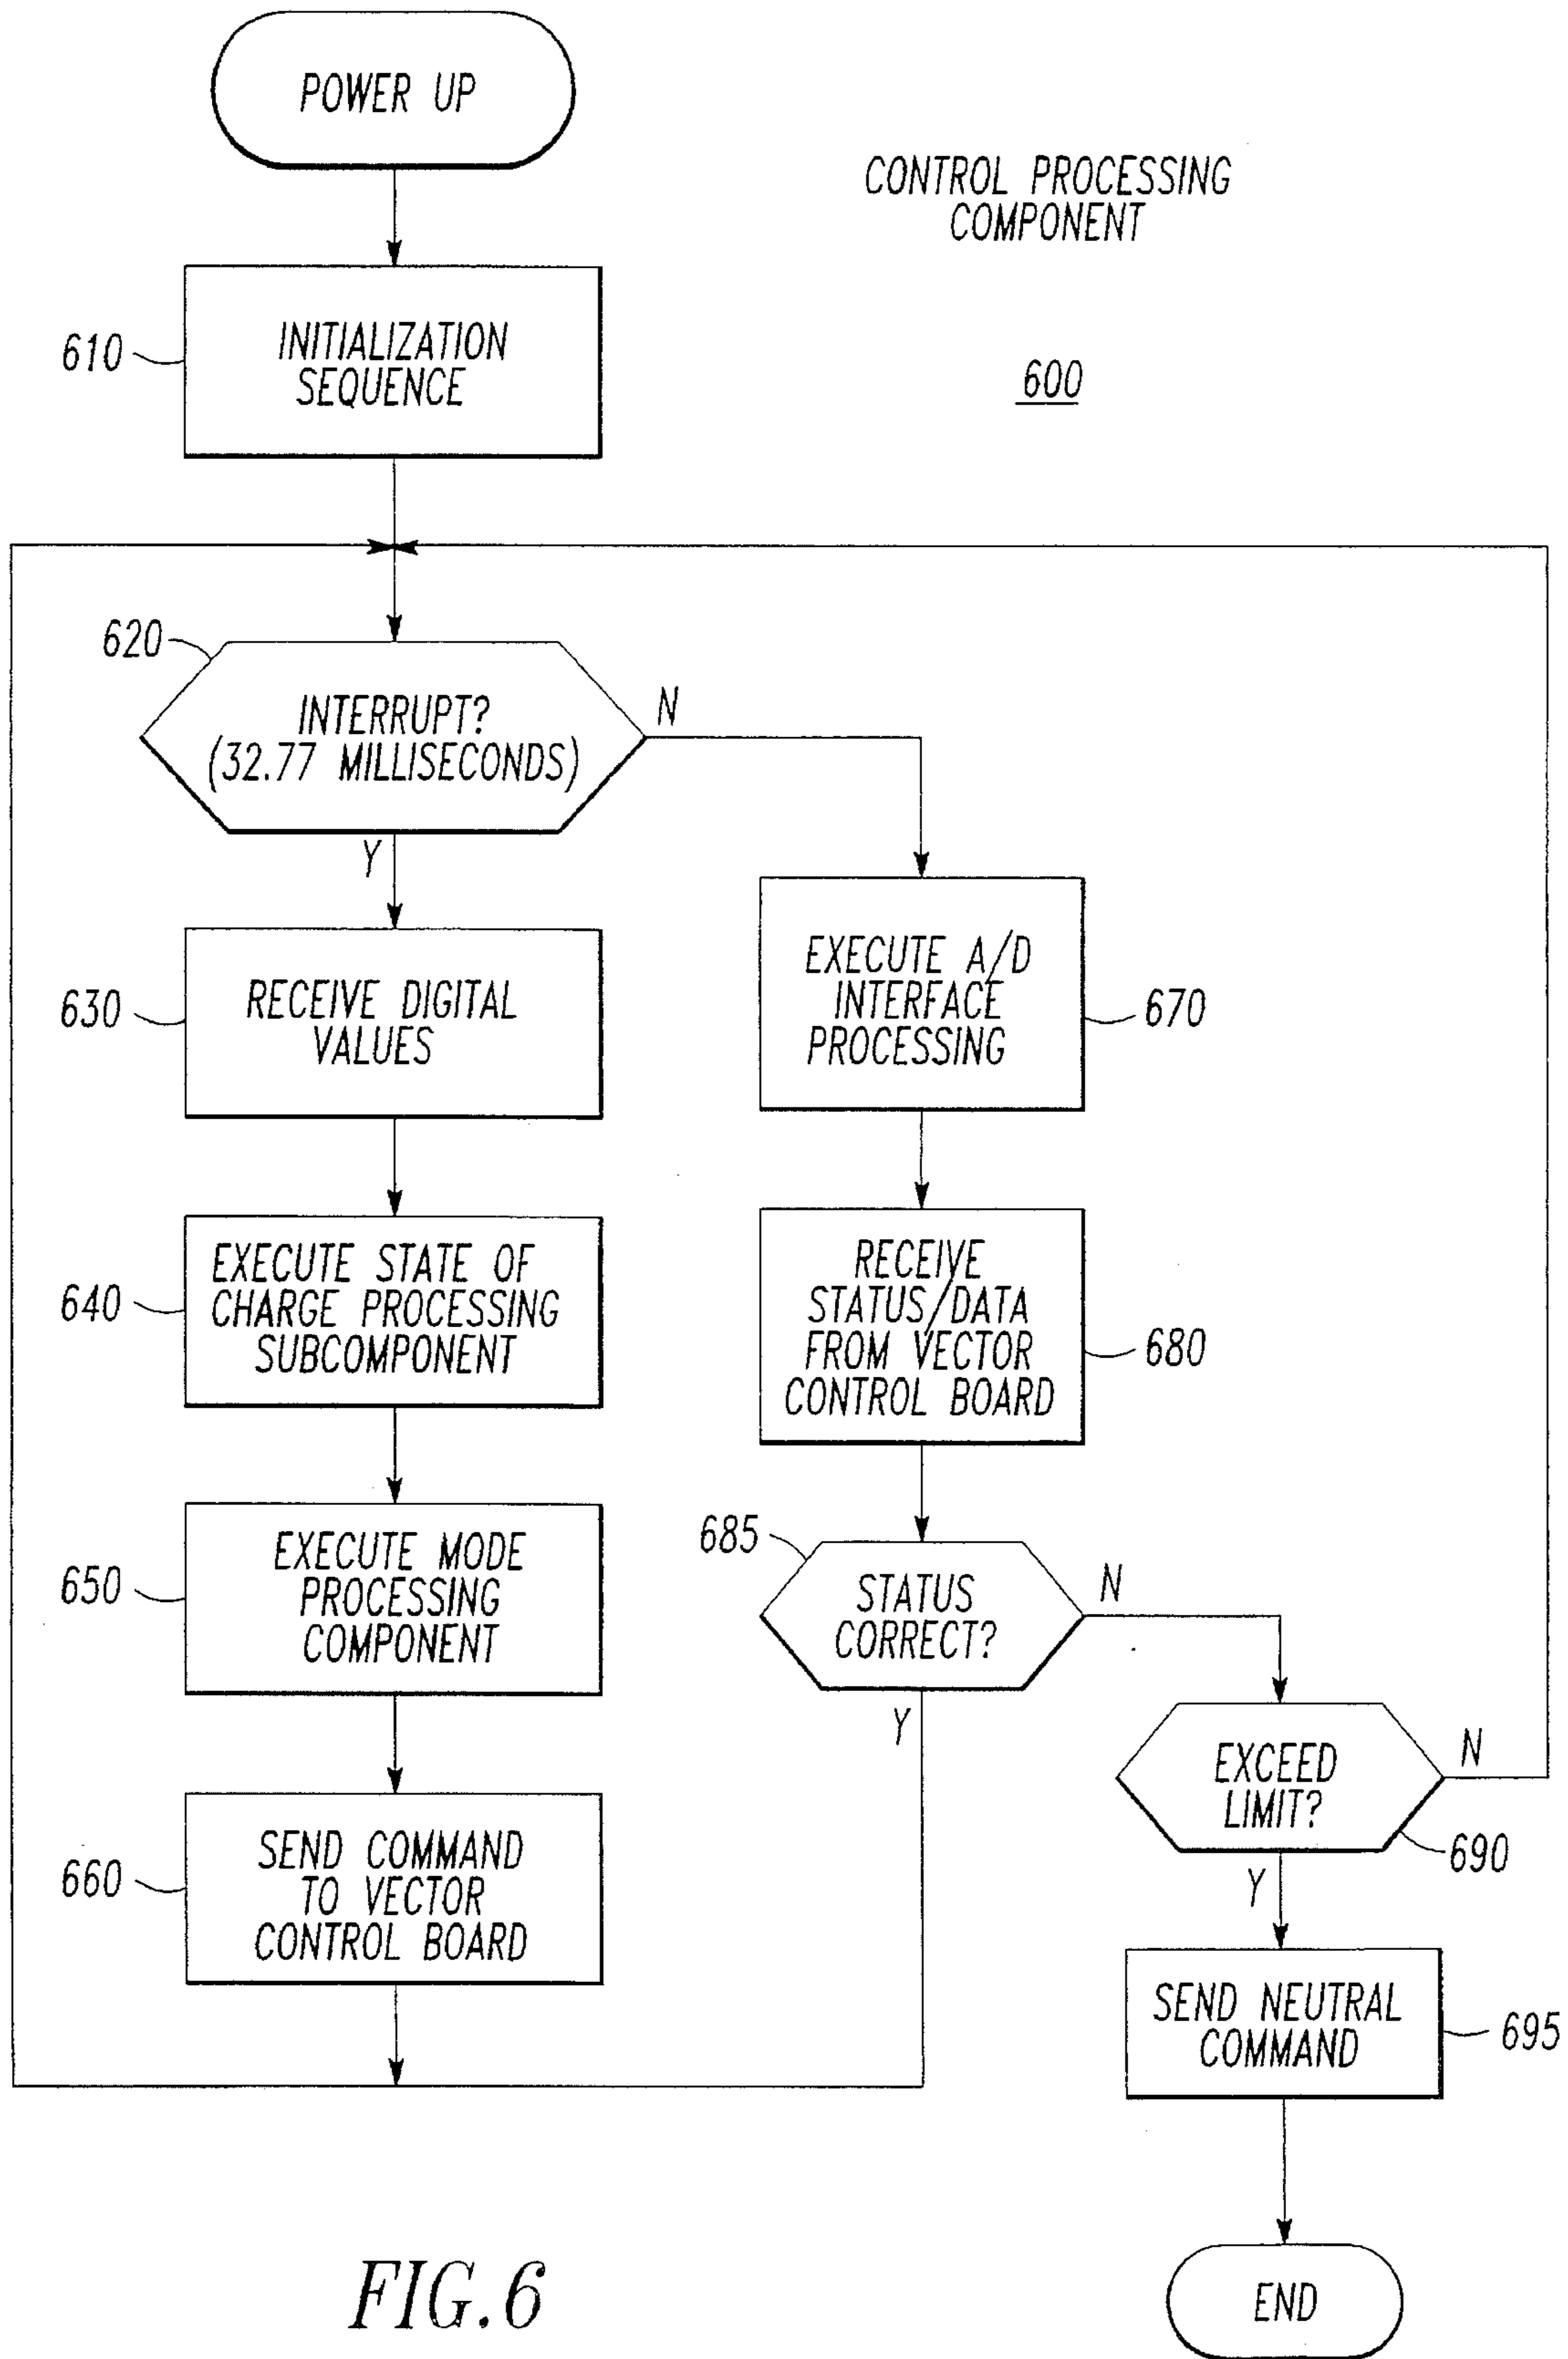 POWER UP
CONTROL PROCESSING
COMPONENT
600
610
INITIALIZATION
SEQUENCE
620
INTERRUPT?
(32.77 MILLISECONDS)
N
Y
630
RECEIVE DIGITAL
VALUES
EXECUTE A/D
INTERFACE
PROCESSING
670
640
EXECUTE STATE OF
CHARGE PROCESSING
SUBCOMPONENT
RECEIVE
STATUS/DATA
FROM VECTOR
CONTROL BOARD
680
650
EXECUTE MODE
PROCESSING
COMPONENT
685
STATUS
CORRECT?
N
Y
EXCEED
LIMIT?
N
690
Y
660
SEND COMMAND
TO VECTOR
CONTROL BOARD
SEND NEUTRAL
COMMAND
695
END
FIG.6